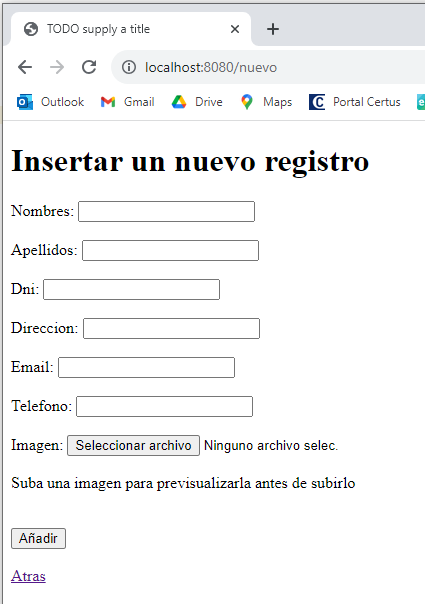 TODO supply a title
localhost:8080/nuevo
Outlook Gmail Drive Maps Portal Certus
Insertar un nuevo registro
Nombres:
Apellidos:
Dni:
Direccion:
Email:
Telefono:
Imagen: Seleccionar archivo Ninguno archivo selec.
Suba una imagen para previsualizarla antes de subirlo
Añadir
Atras